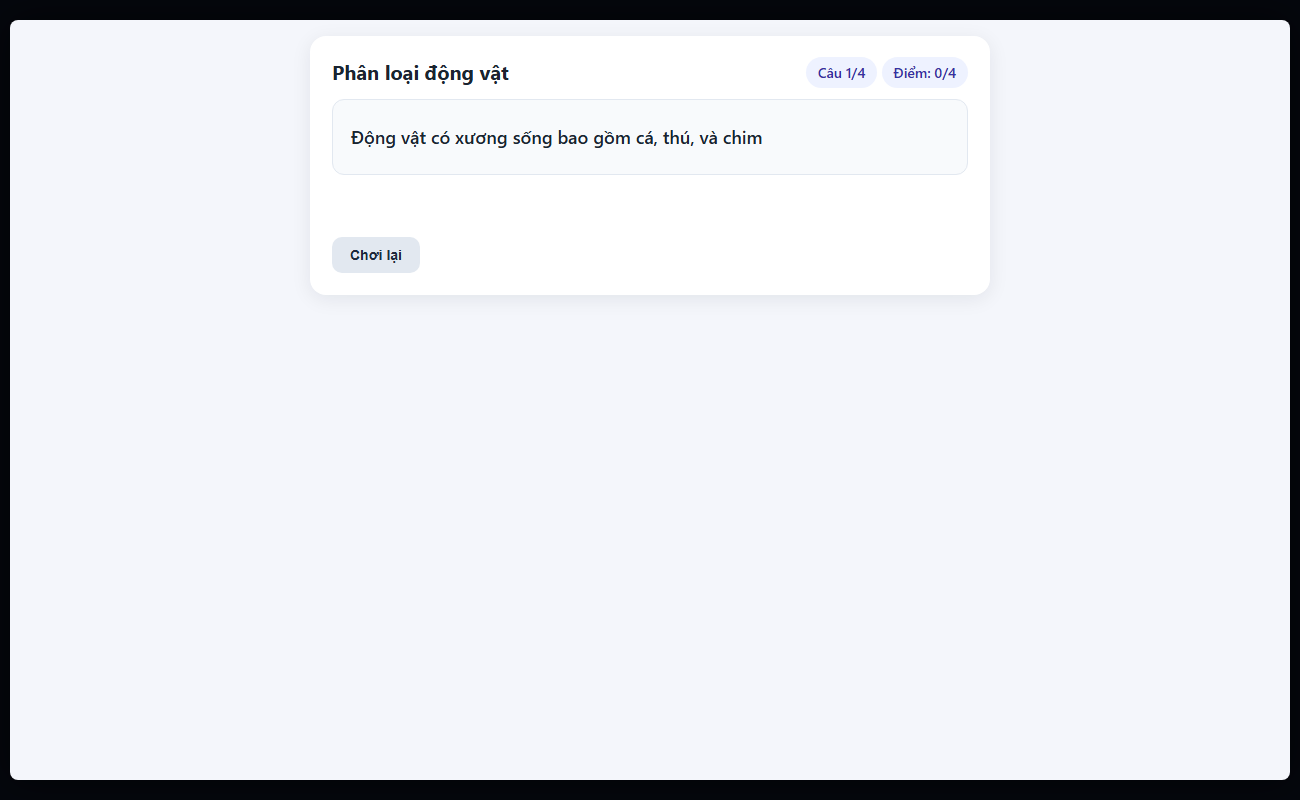 Phân loại động vật
Câu 1/4
Điểm: 0/4
Động vật có xương sống bao gồm cá, thú, và chim
Chơi lại